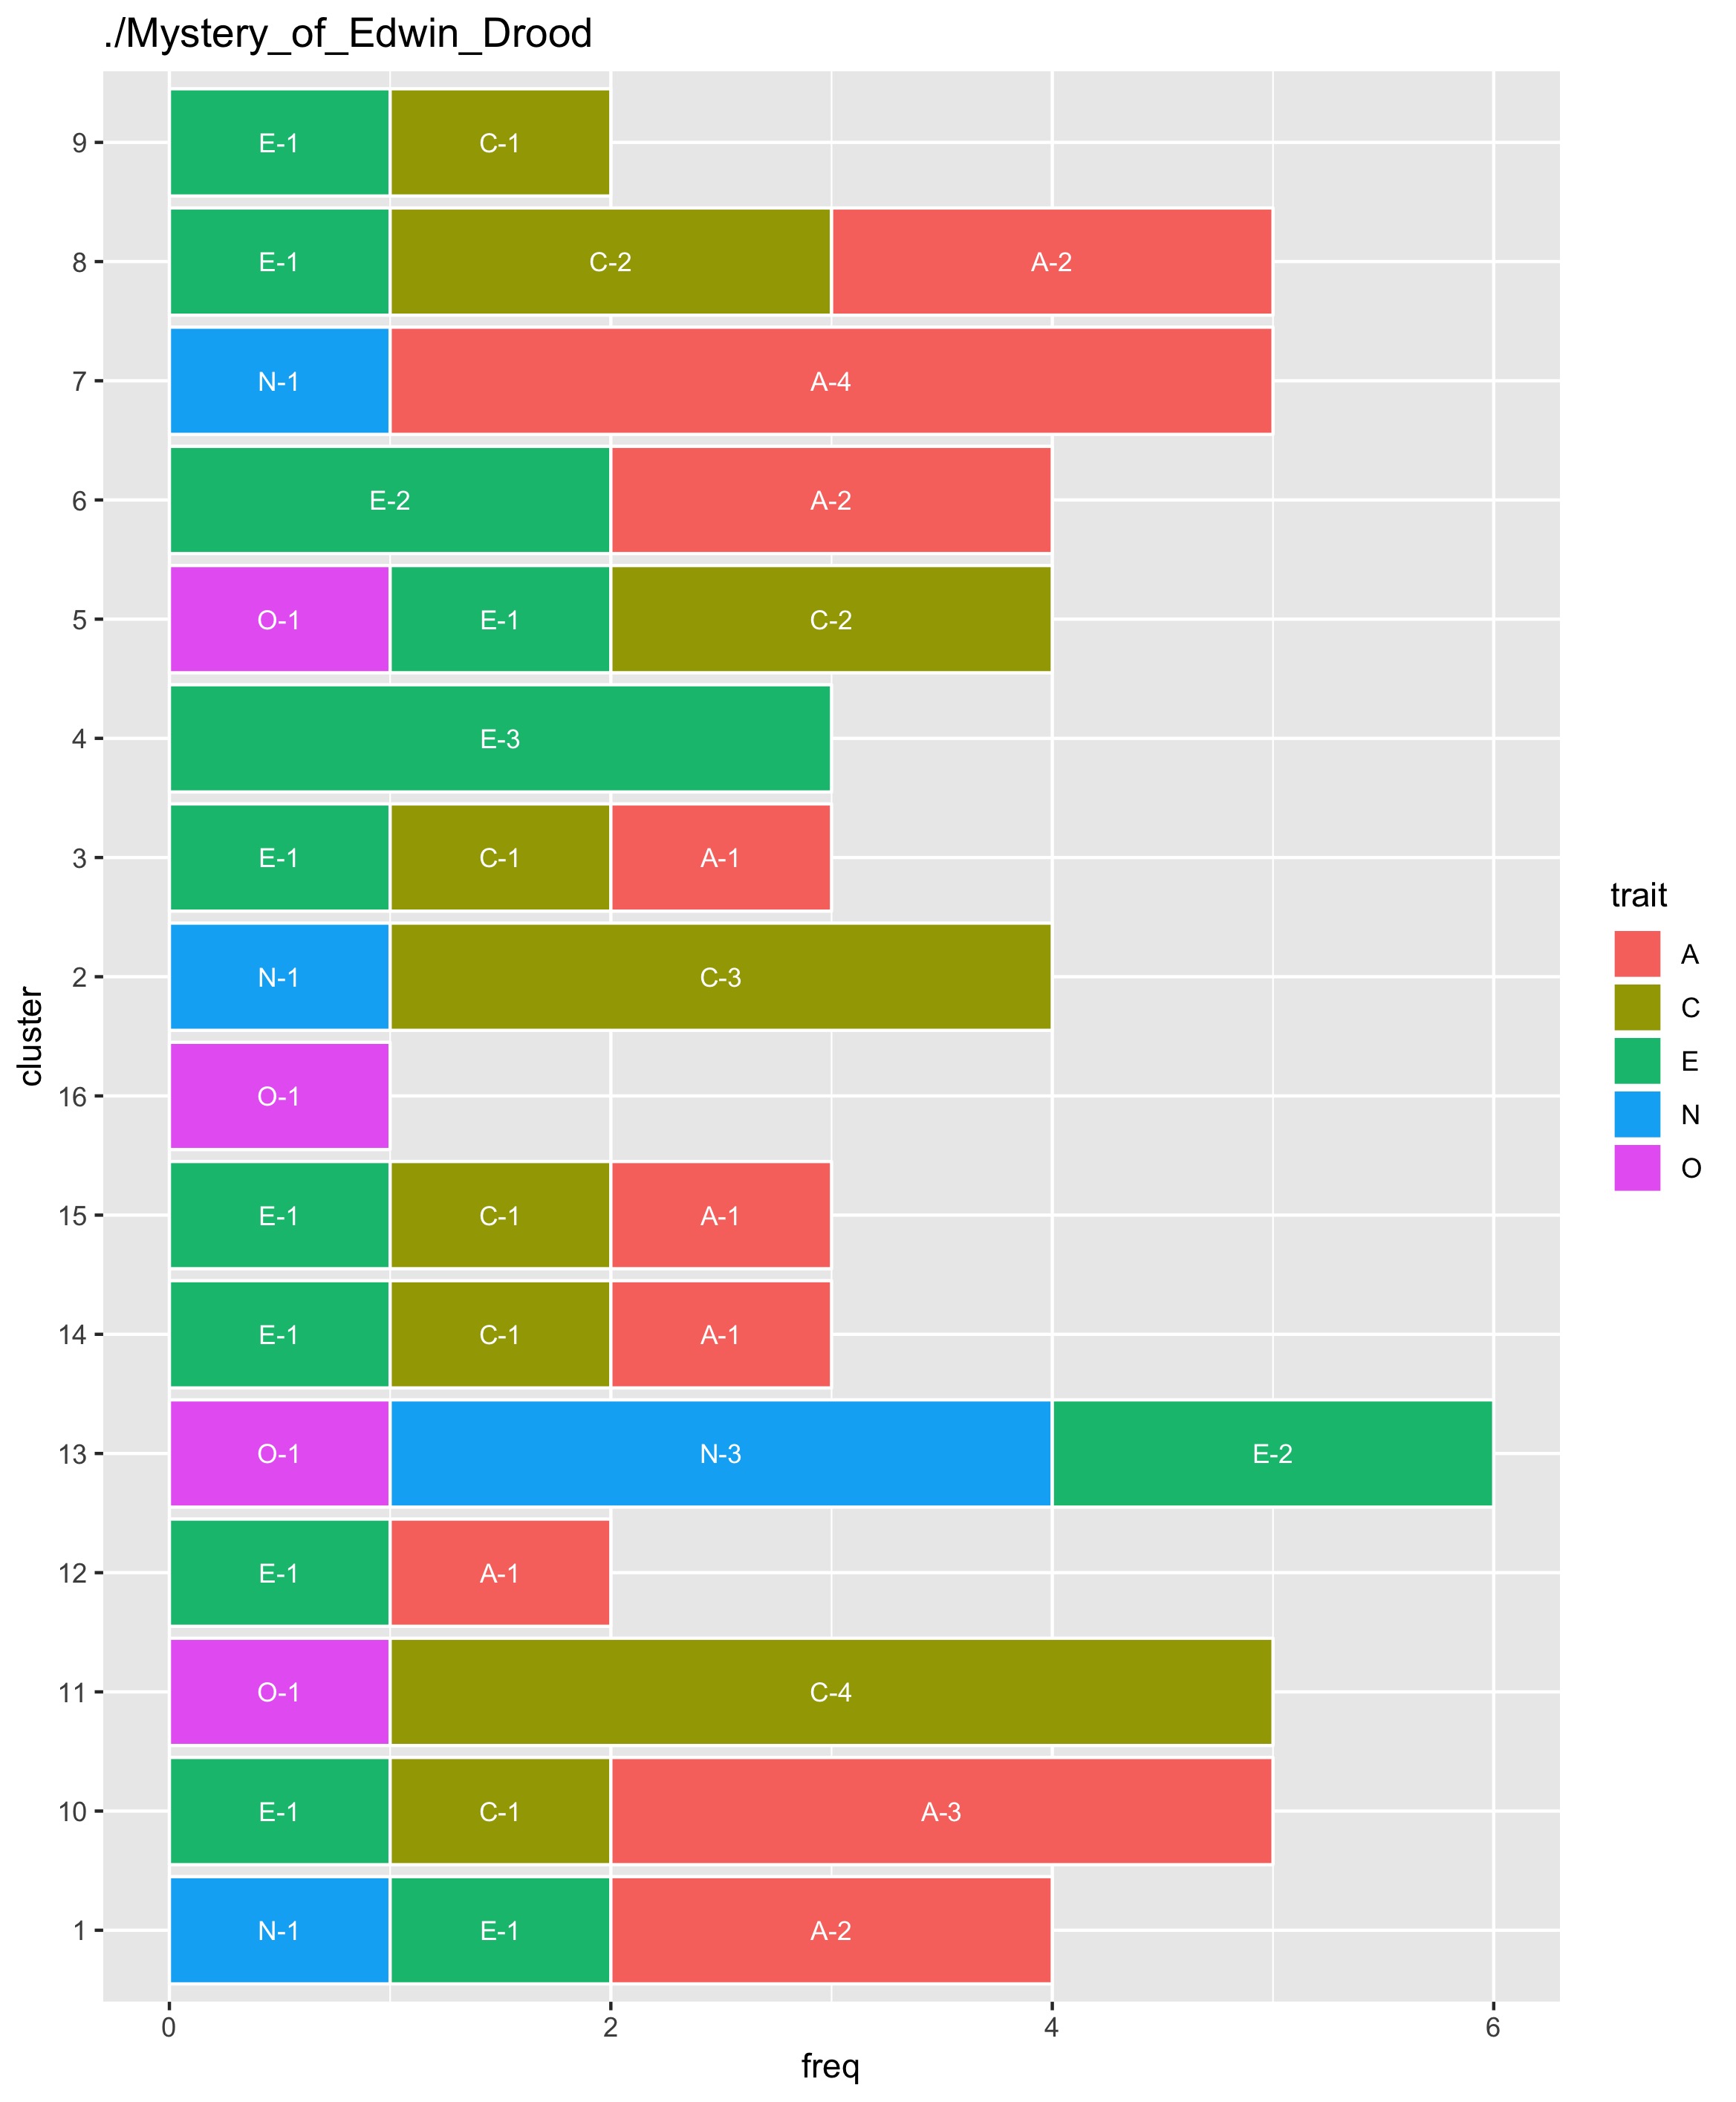 ./Mystery_of_Edwin_Drood
9 E-1 C-1
8 E-1 C-2 A-2
7 N-1 A-4
6 E-2 A-2
5 O-1 E-1 C-2
4 E-3
3 E-1 C-1 A-1
2 N-1 C-3
16 O-1
15 E-1 C-1 A-1
14 E-1 C-1 A-1
13 O-1 N-3 E-2
12 E-1 A-1
11 O-1 C-4
10 E-1 C-1 A-3
1 N-1 E-1 A-2
0 2 4 6
freq
cluster
trait
A
C
E
N
O